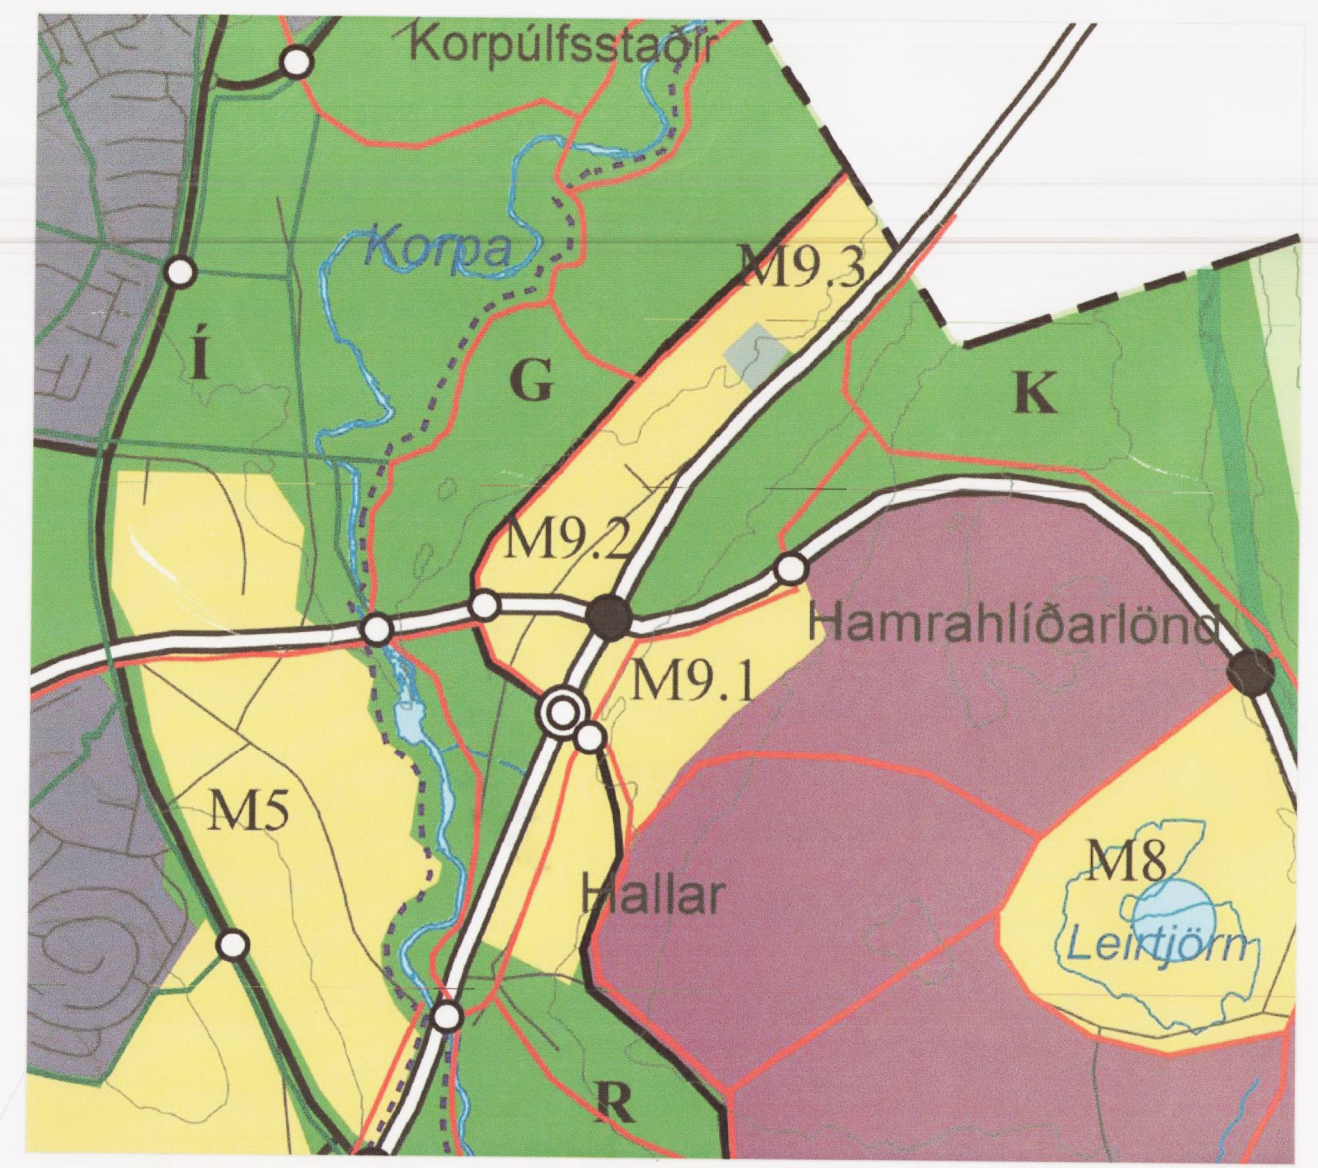 Korpúlfsstaðir
Korpa
M9.3
Í
G
K
M9.2
Hamrahlíðarlönd
M9.1
M5
M8
Hallar
Leirtjörn
R